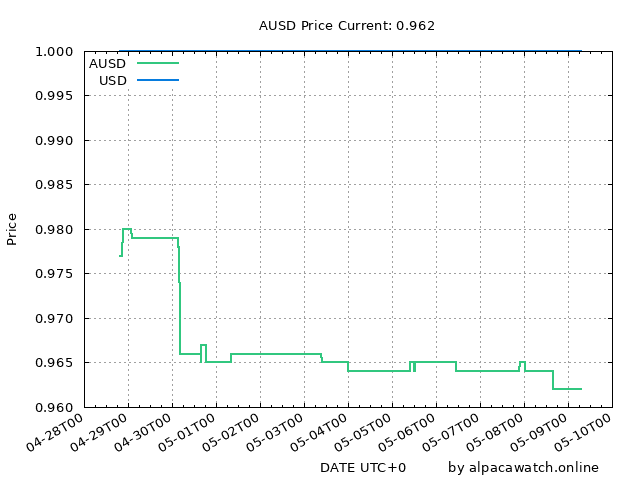 AUSD Price Current: 0.962
1.000
AUSD
USD
0.995
0.990
0.985
0.980
Price
0.975
0.970
0.965
0.960
04-28T00
04-29T00
04-30T00
05-01T00
05-02T00
05-03T00
05-04T00
05-05T00
05-06T00
05-07T00
05-08T00
05-09T00
05-10T00
DATE UTC+0
by alpacawatch.online